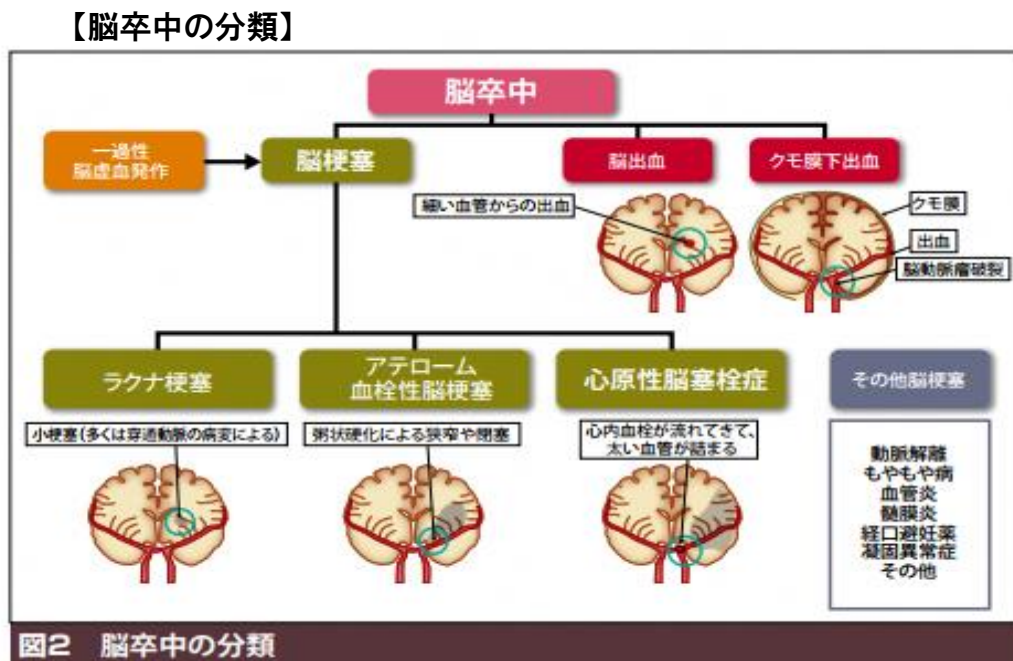 【脳卒中の分類】
脳卒中
一過性
脳虚血発作
脳梗塞
脳出血
クモ膜下出血
細い血管からの出血
クモ膜
出血
脳動脈瘤破裂
ラクナ梗塞
アテローム
血栓性脳梗塞
心原性脳塞栓症
その他脳梗塞
小梗塞(多くは穿通動脈の病変による)
粥状硬化による狭窄や閉塞
心内血栓が流れてきて、
太い血管が詰まる
動脈解離
もやもや病
血管炎
髄膜炎
経口避妊薬
凝固異常症
その他
図2 脳卒中の分類